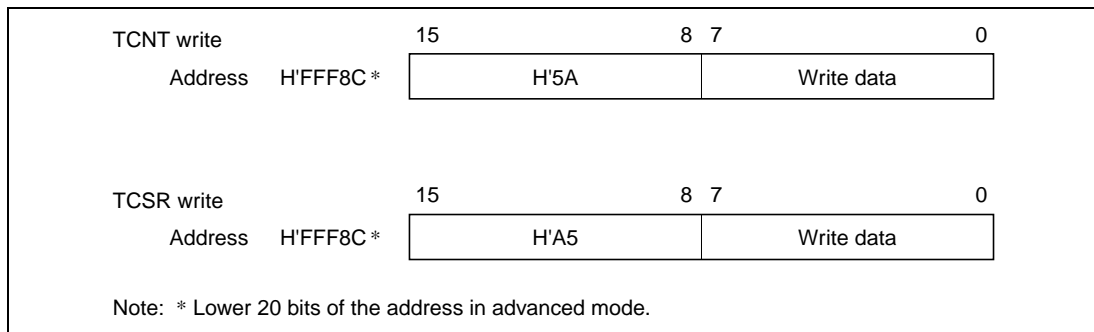 TCNT write 15 8 7 0
Address H'FFF8C * H'5A Write data
TCSR write 15 8 7 0
Address H'FFF8C * H'A5 Write data
Note: * Lower 20 bits of the address in advanced mode.